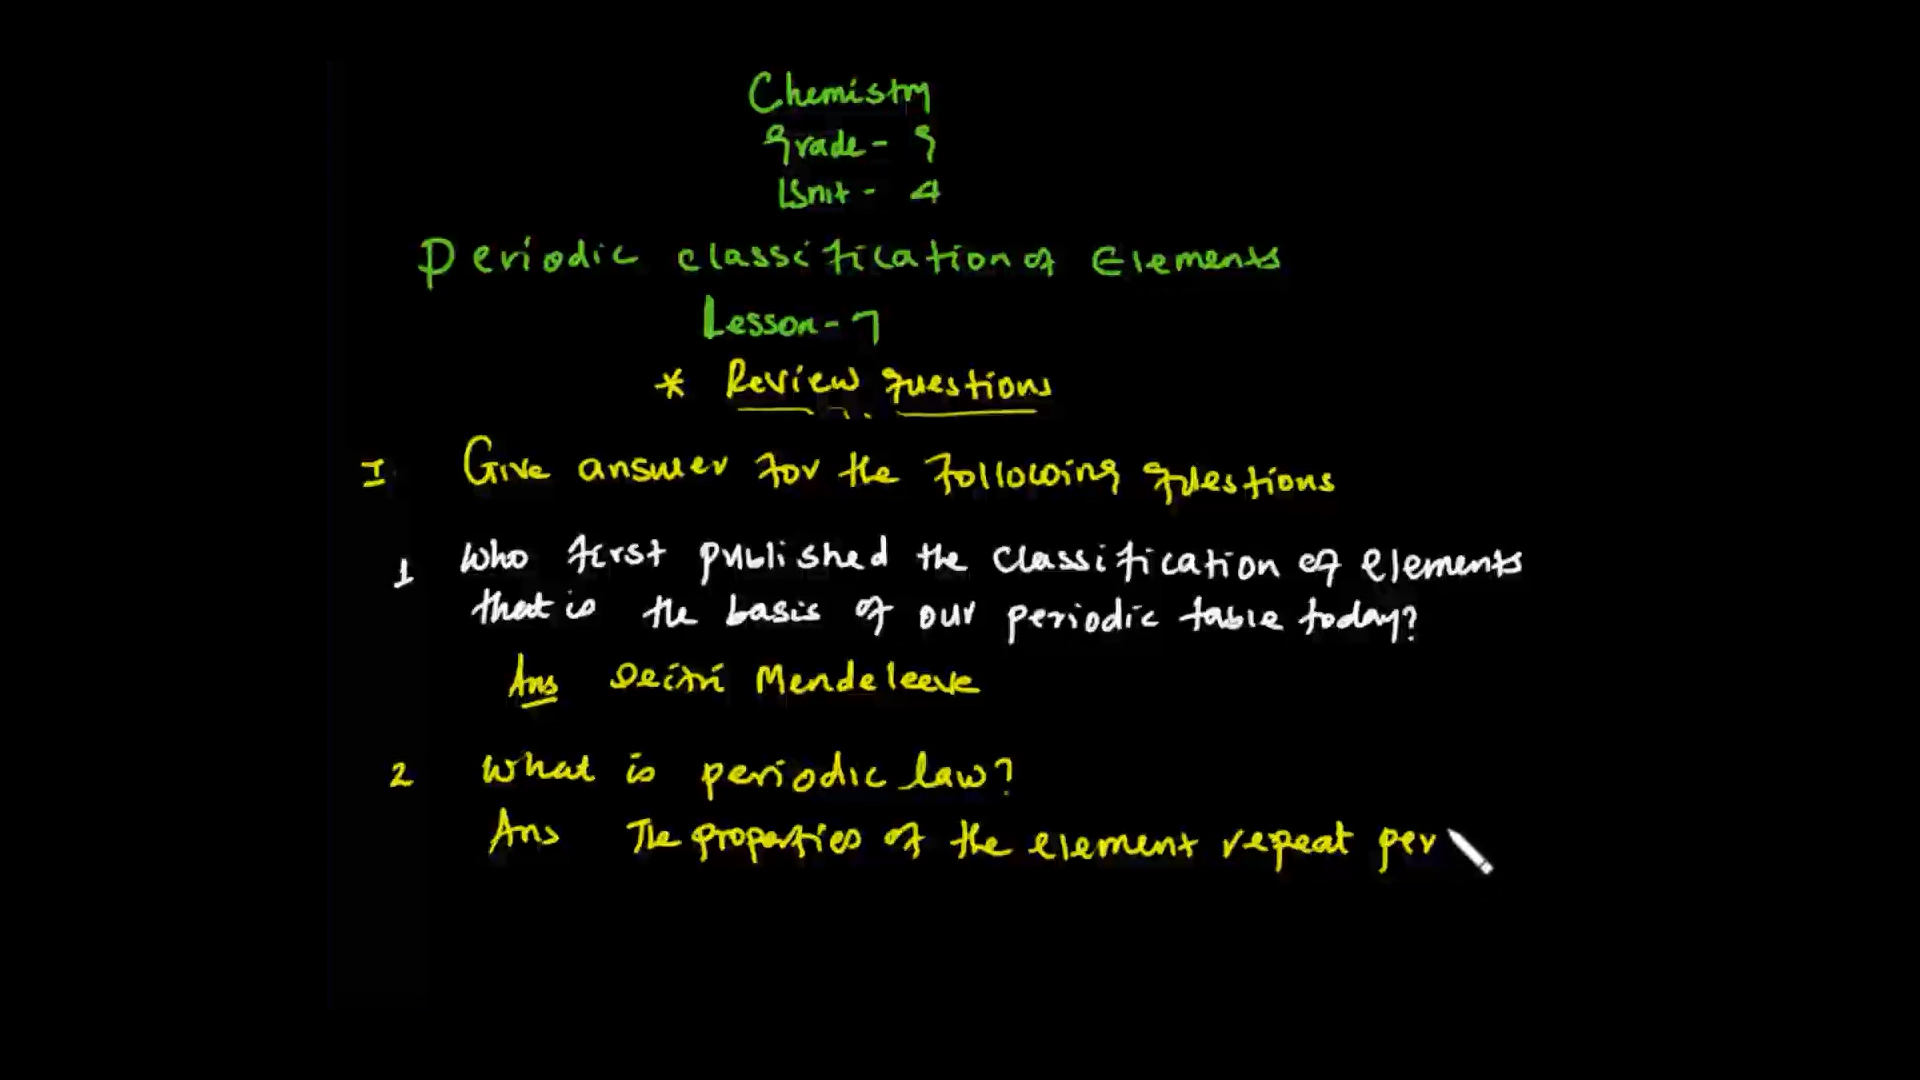 Chemistry
Grade - 9
Unit - 4
Periodic classification of Elements
Lesson - 7
* Review questions
I Give answer for the following questions
1 Who first published the classification of elements
that is the basis of our periodic table today?
Ans Mendeleeve
2 What is periodic law?
Ans The properties of the element repeat per